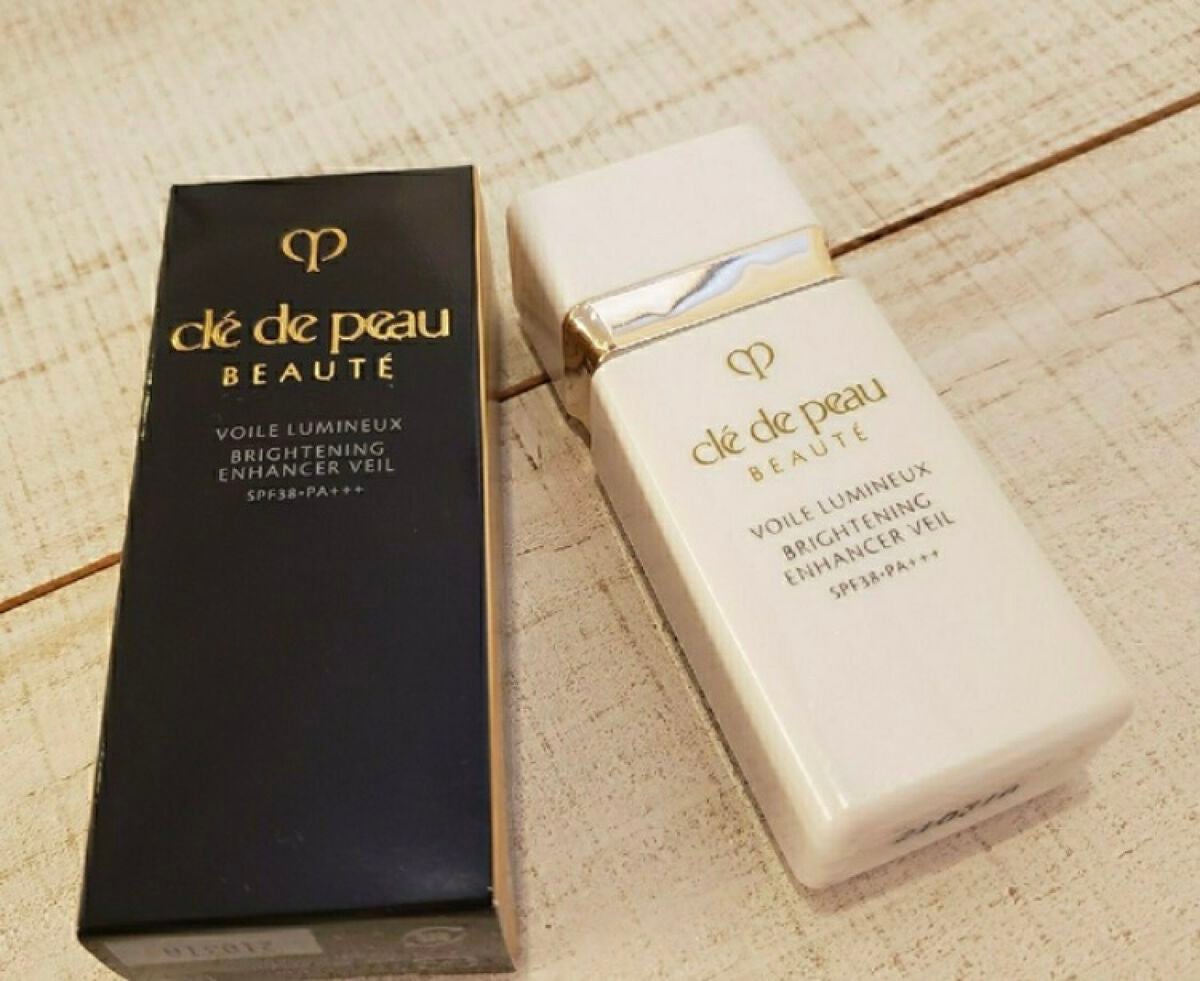 clé de peau
BEAUTÉ
VOILE LUMINEUX
BRIGHTENING
ENHANCER VEIL
SPF38•PA+++
clé de peau
BEAUTÉ
VOILE LUMINEUX
BRIGHTENING
ENHANCER VEIL
SPF38•PA+++